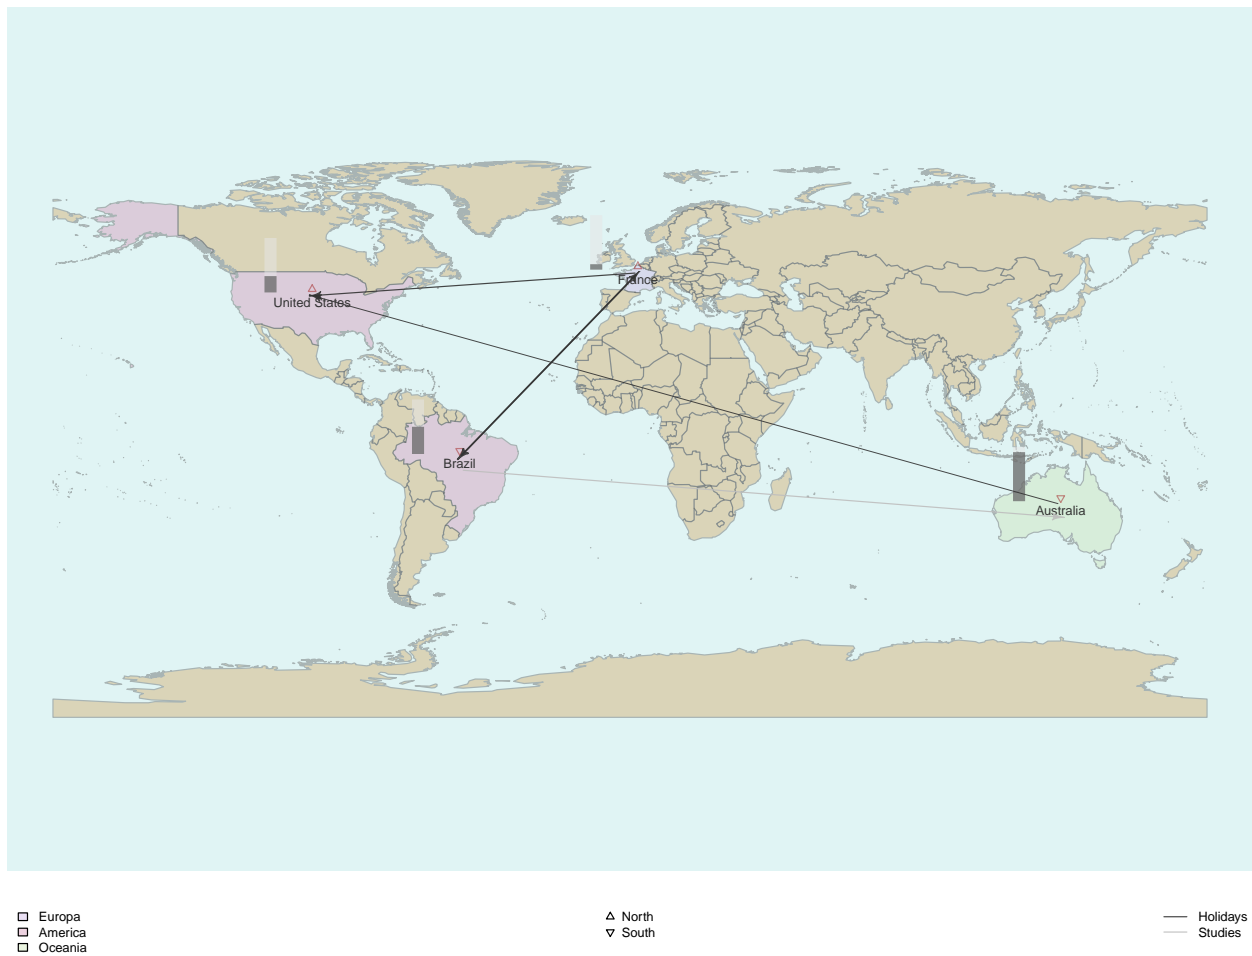 France
United States
Brazil
Australia
Europa
America
Oceania
North
South
Holidays
Studies